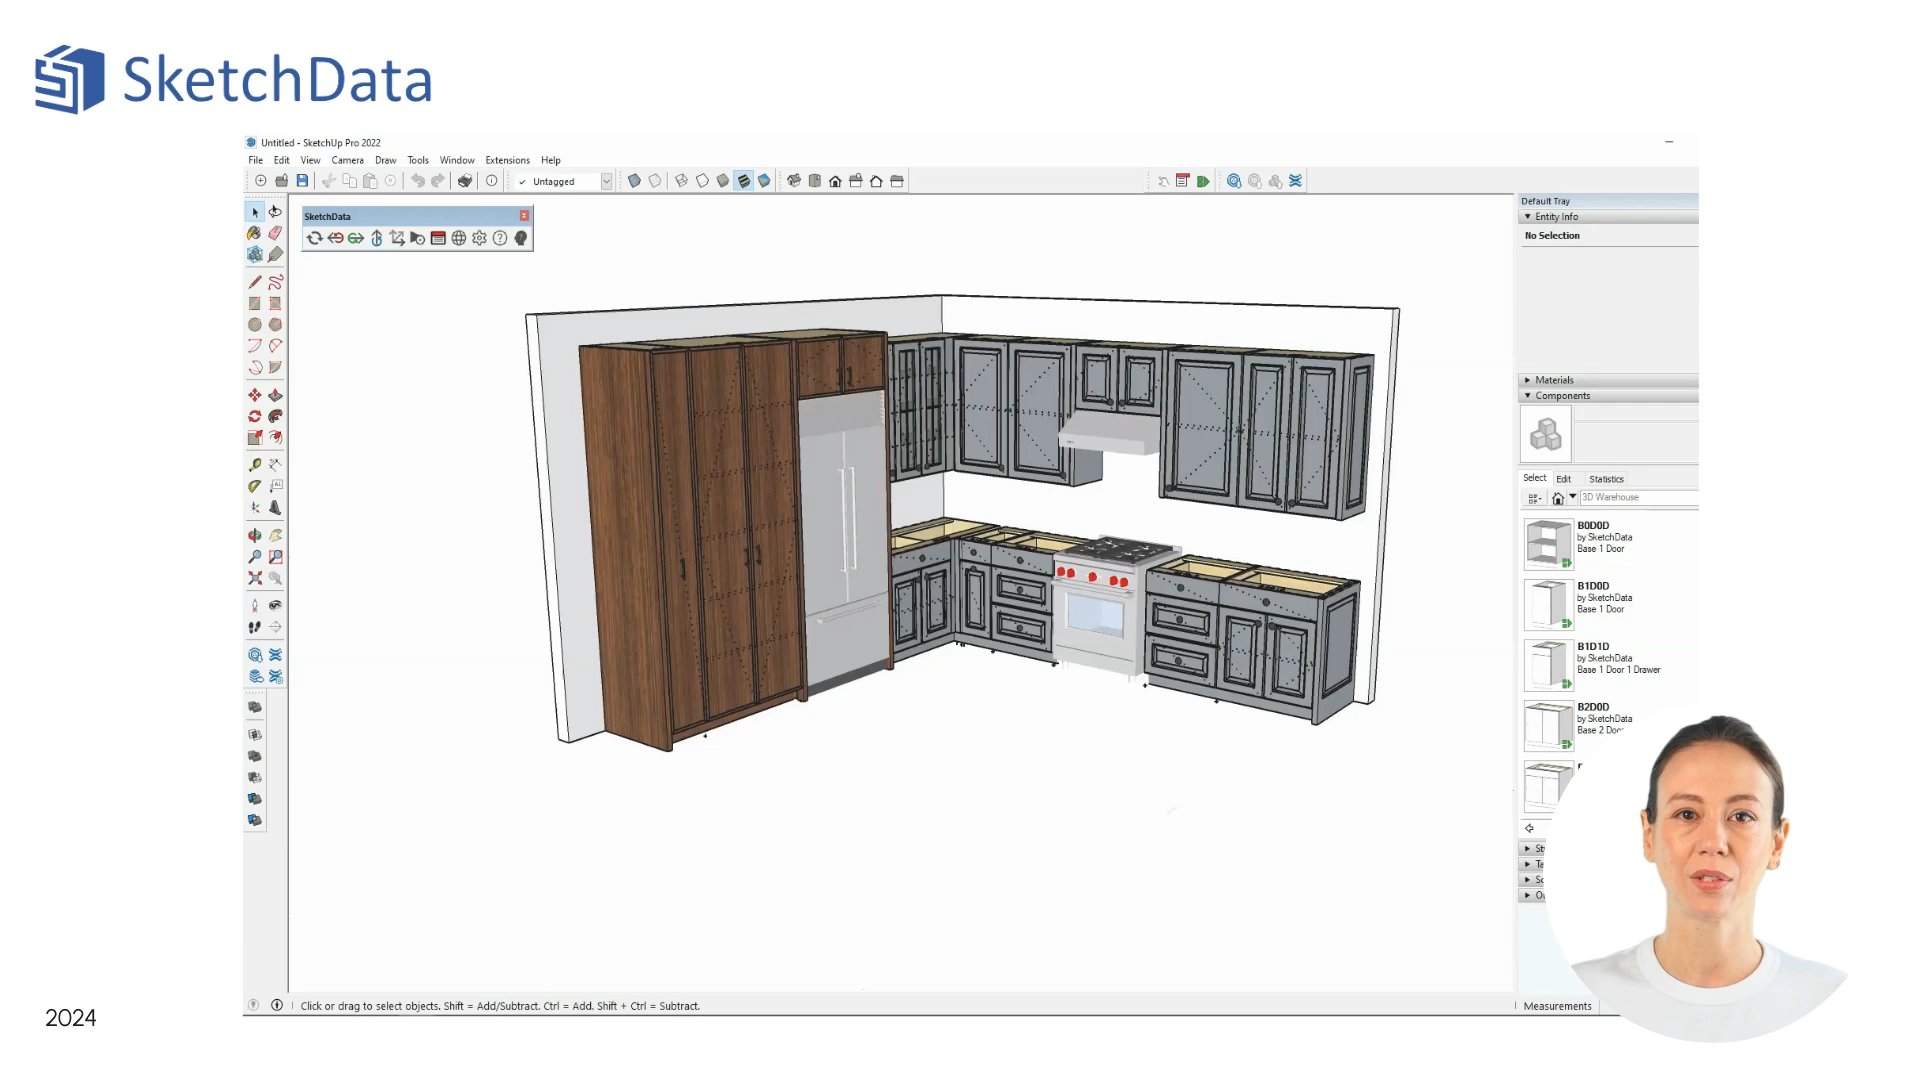 SketchData
Untitled - SketchUp Pro 2022
File Edit View Camera Draw Tools Window Extensions Help
Untagged
SketchData
Default Tray
Entity Info
No Selection
Materials
Components
Select Edit Statistics
3D Warehouse
B0D0D
by SketchData
Base 1 Door
B1D0D
by SketchData
Base 1 Door
B1D1D
by SketchData
Base 1 Door 1 Drawer
B2D0D
by SketchData
Base 2 Door
Click or drag to select objects. Shift = Add/Subtract. Ctrl = Add. Shift + Ctrl = Subtract.
Measurements
2024